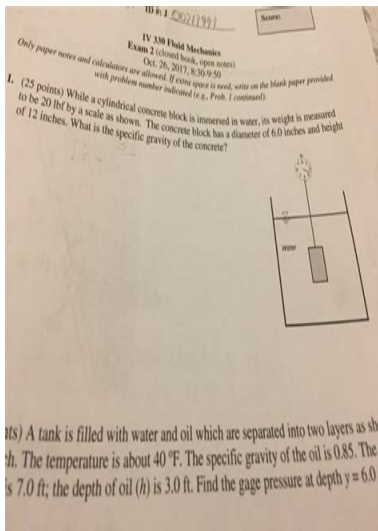 ID #:
Score:
IV 330 Fluid Mechanics
Exam 2 (closed book, open notes)
Oct. 26, 2017, 8:30-9:50
Only paper notes and calculators are allowed. If extra space is need, write on the blank paper provided
with problem number indicated (e.g., Prob. 1 continued).
1. (25 points) While a cylindrical concrete block is immersed in water, its weight is measured
to be 20 lbf by a scale as shown. The concrete block has a diameter of 6.0 inches and height
of 12 inches. What is the specific gravity of the concrete?
Water
nts) A tank is filled with water and oil which are separated into two layers as sh
The temperature is about 40 °F. The specific gravity of the oil is 0.85. The
is 7.0 ft; the depth of oil (h) is 3.0 ft. Find the gage pressure at depth y = 6.0